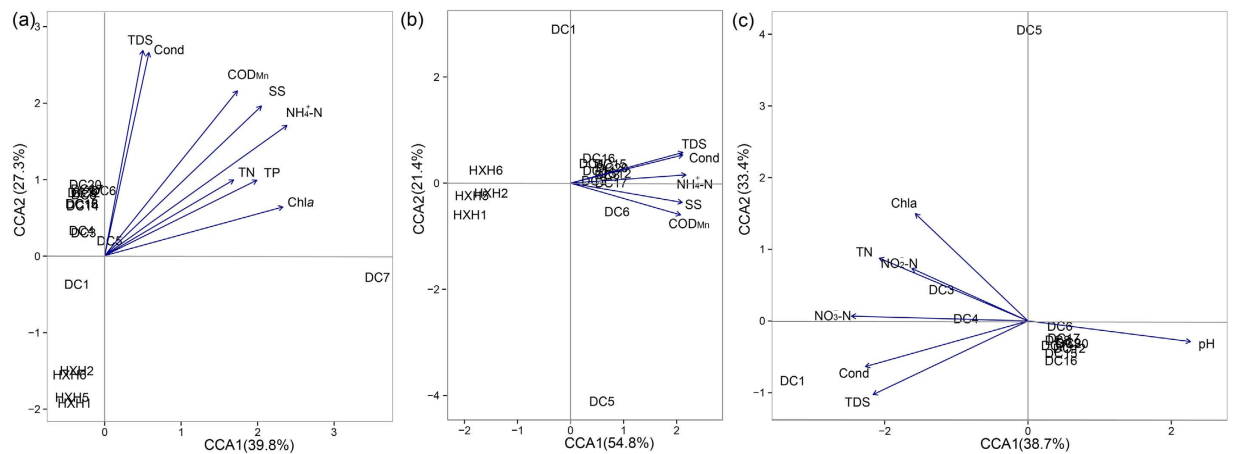 (a)
TDS
Cond
CODMn
SS
NH4+-N
TN TP
Chla
DC20
DC6
DC14
DC4
DC3
DC5
DC1
DC7
HXH2
HXH6
HXH5
HXH1
3
2
1
0
−1
−2
0 1 2 3
CCA2(27.3%)
CCA1(39.8%)
(b)
DC1
TDS
Cond
NH4+-N
SS
CODMn
DC16
DC15
DC12
DC17
DC6
HXH6
HXH2
HXH5
HXH1
DC5
2
0
−2
−4
−2 −1 0 1 2
CCA2(21.4%)
CCA1(54.8%)
(c)
DC5
Chla
TN
NO2−-N
DC3
NO3−-N
DC4
DC6
DC17
DC20
DC12
DC16
pH
Cond
DC1
TDS
4
3
2
1
0
−1
−2 0 2
CCA2(33.4%)
CCA1(38.7%)